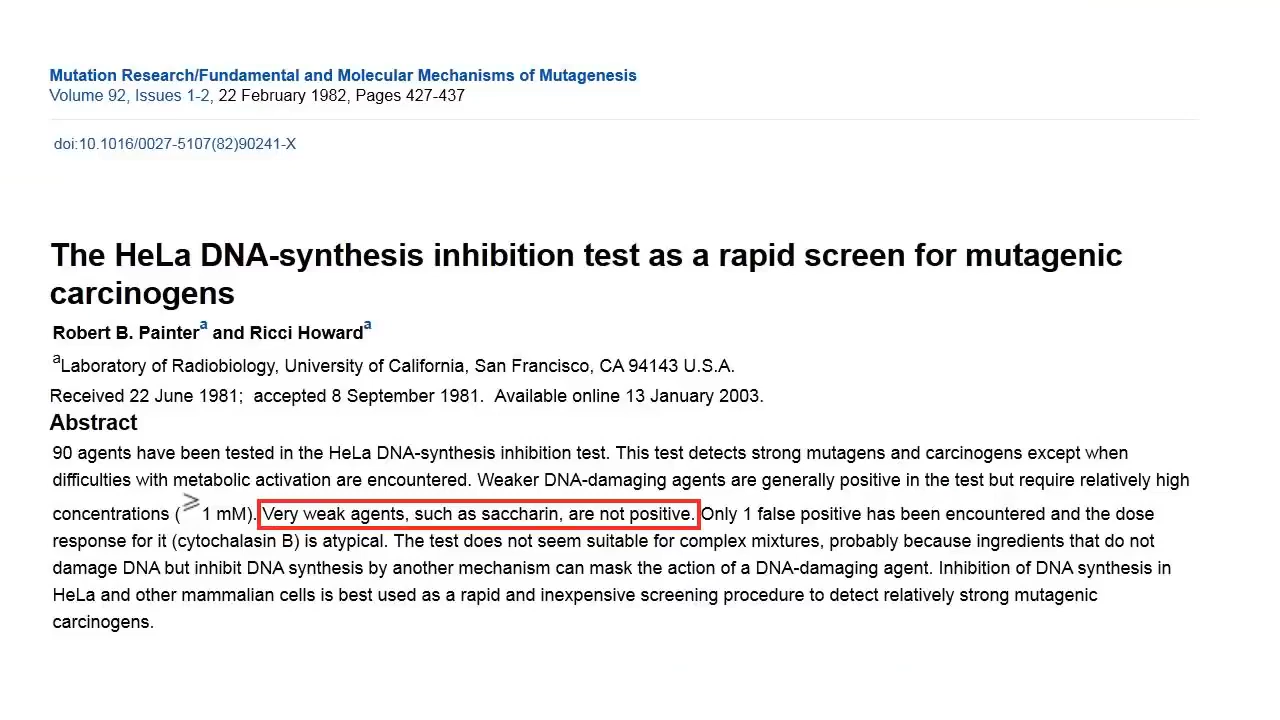 Mutation Research/Fundamental and Molecular Mechanisms of Mutagenesis
Volume 92, Issues 1-2, 22 February 1982, Pages 427-437
doi:10.1016/0027-5107(82)90241-X
The HeLa DNA-synthesis inhibition test as a rapid screen for mutagenic
carcinogens
Robert B. Painterᵃ and Ricci Howardᵃ
ᵃLaboratory of Radiobiology, University of California, San Francisco, CA 94143 U.S.A.
Received 22 June 1981;  accepted 8 September 1981.  Available online 13 January 2003.
Abstract
90 agents have been tested in the HeLa DNA-synthesis inhibition test. This test detects strong mutagens and carcinogens except when
difficulties with metabolic activation are encountered. Weaker DNA-damaging agents are generally positive in the test but require relatively high
concentrations (⩾1 mM). Very weak agents, such as saccharin, are not positive. Only 1 false positive has been encountered and the dose
response for it (cytochalasin B) is atypical. The test does not seem suitable for complex mixtures, probably because ingredients that do not
damage DNA but inhibit DNA synthesis by another mechanism can mask the action of a DNA-damaging agent. Inhibition of DNA synthesis in
HeLa and other mammalian cells is best used as a rapid and inexpensive screening procedure to detect relatively strong mutagenic
carcinogens.